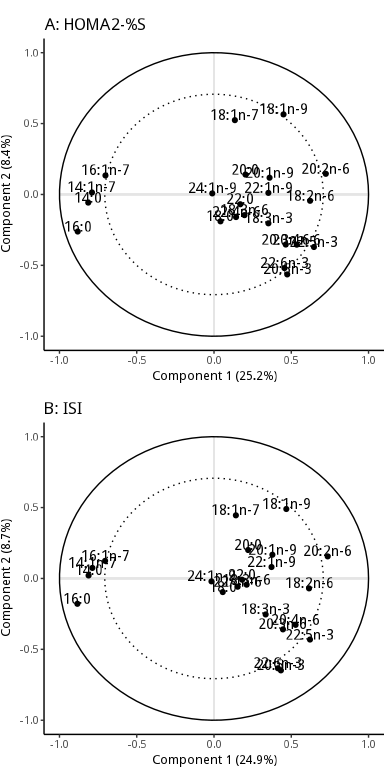 A: HOMA2-%S
1.0
18:1n-9
18:1n-7
0.5
16:1n-7
20:0
20:1n-9
20:2n-6
14:1n-7
24:1n-9
22:1n-9
0.0
14:0
22:0
18:2n-6
18:3n-3
16:0
22:6n-3
-0.5
-1.0
-1.0 -0.5 0.0 0.5 1.0
Component 1 (25.2%)
Component 2 (8.4%)
B: ISI
1.0
18:1n-9
0.5
18:1n-7
20:0
20:1n-9
20:2n-6
16:1n-7
22:1n-9
14:0
24:1n-9
22:0
0.0
18:2n-6
16:0
18:3n-3
20:4n-6
22:5n-3
-0.5
-1.0
-1.0 -0.5 0.0 0.5 1.0
Component 1 (24.9%)
Component 2 (8.7%)